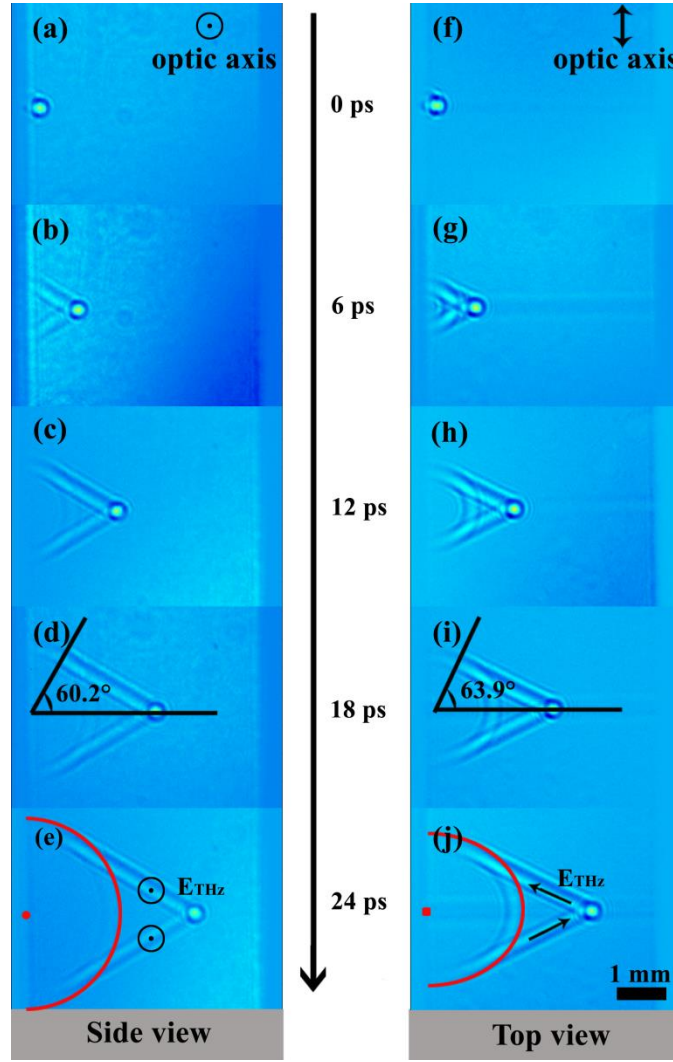 (a)
optic axis
0 ps
(f)
optic axis
(b)
6 ps
(g)
(c)
12 ps
(h)
(d)
60.2°
18 ps
(i)
63.9°
(e)
ETHz
24 ps
(j)
ETHz
1 mm
Side view
Top view